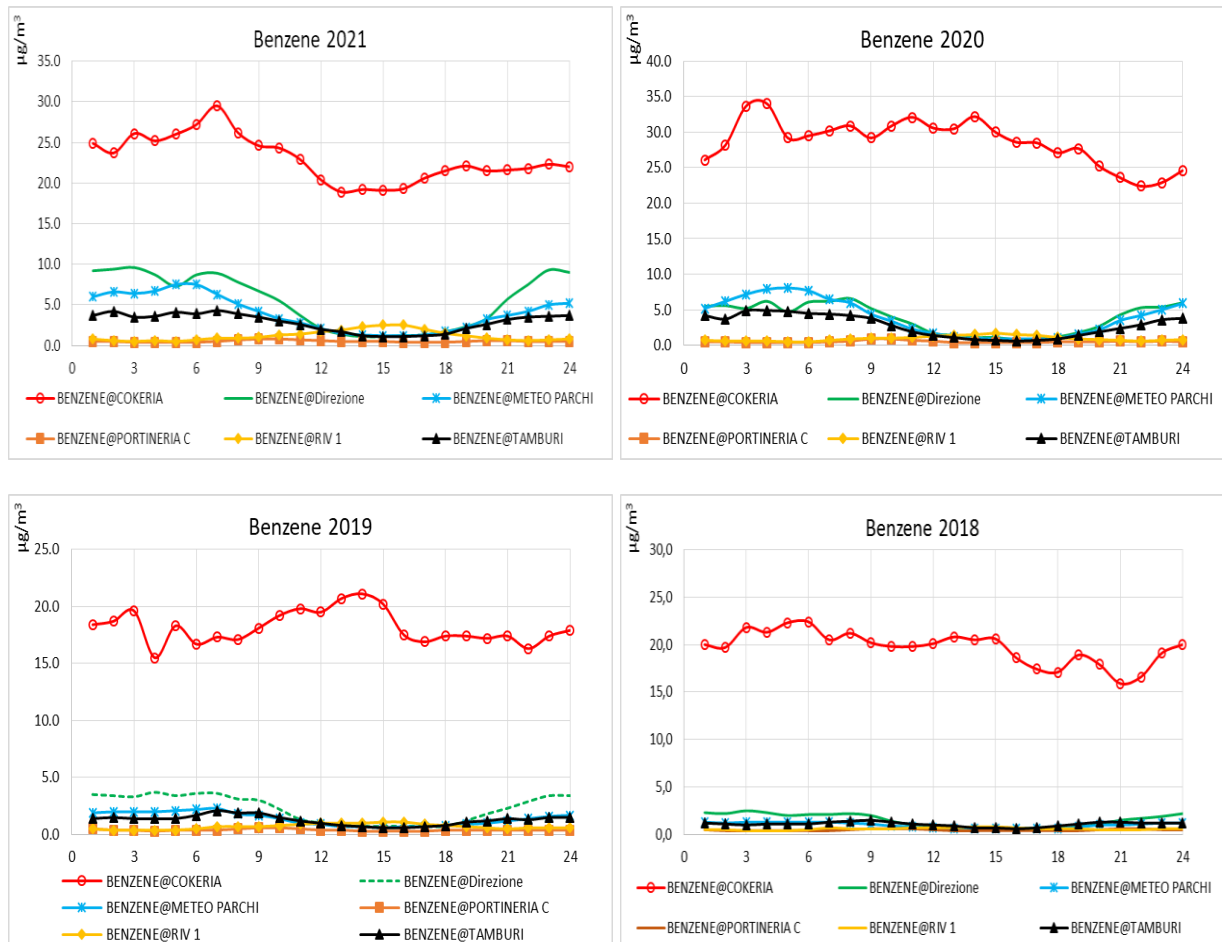 µg/m³
Benzene 2021
35.0
30.0
25.0
20.0
15.0
10.0
5.0
0.0
0 3 6 9 12 15 18 21 24
BENZENE@COKERIA BENZENE@Direzione BENZENE@METEO PARCHI
BENZENE@PORTINERIA C BENZENE@RIV 1 BENZENE@TAMBURI
µg/m³
Benzene 2020
40.0
35.0
30.0
25.0
20.0
15.0
10.0
5.0
0.0
0 3 6 9 12 15 18 21 24
BENZENE@COKERIA BENZENE@Direzione BENZENE@METEO PARCHI
BENZENE@PORTINERIA C BENZENE@RIV 1 BENZENE@TAMBURI
µg/m³
Benzene 2019
25.0
20.0
15.0
10.0
5.0
0.0
0 3 6 9 12 15 18 21 24
BENZENE@COKERIA BENZENE@Direzione
BENZENE@METEO PARCHI BENZENE@PORTINERIA C
BENZENE@RIV 1 BENZENE@TAMBURI
µg/m³
Benzene 2018
30,0
25,0
20,0
15,0
10,0
5,0
0,0
0 3 6 9 12 15 18 21 24
BENZENE@COKERIA BENZENE@Direzione BENZENE@METEO PARCHI
BENZENE@PORTINERIA C BENZENE@RIV 1 BENZENE@TAMBURI